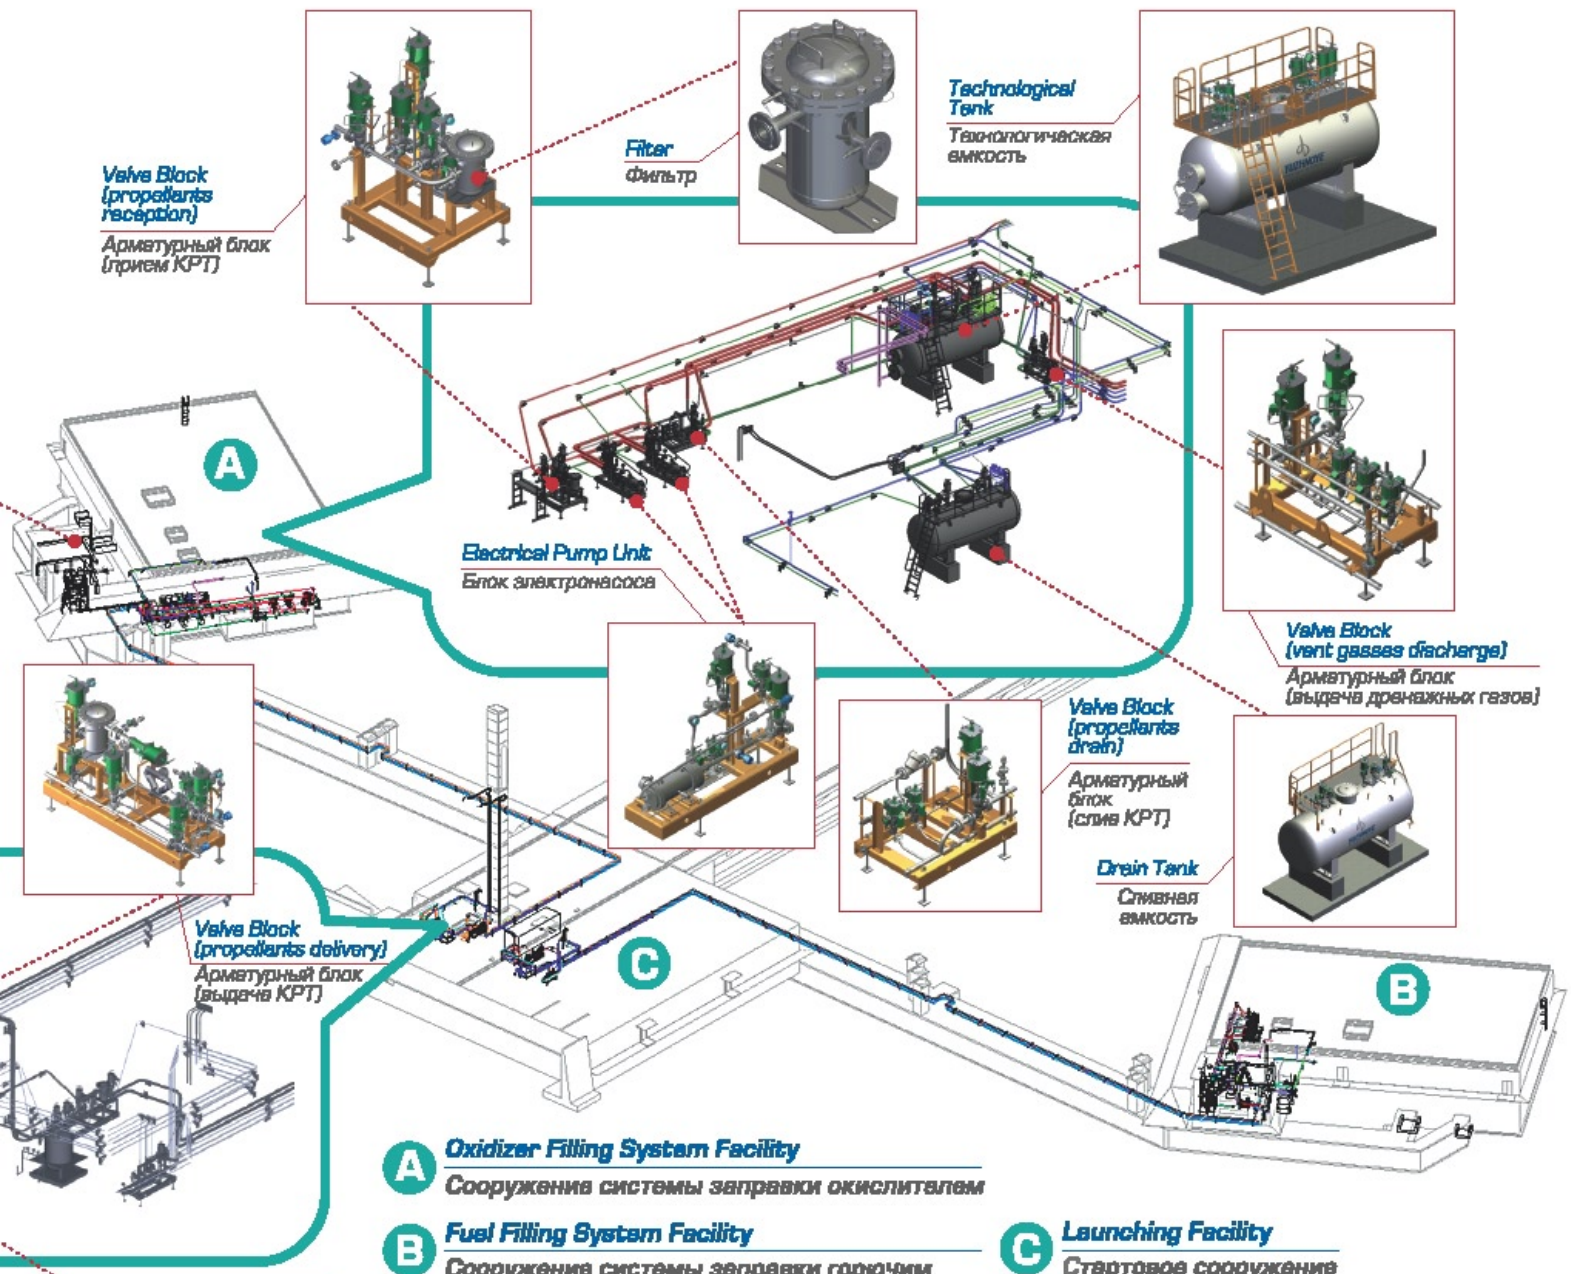 Technological
Tank
Технологическая
емкость
Filter
Фильтр
Valve Block
(propellants
reception)
Арматурный блок
(прием КРТ)
YUZHNOYE
A
Electrical Pump Unit
Блок электронасоса
Valve Block
(vent gasses discharge)
Арматурный блок
(выдача дренажных газов)
Valve Block
(propellants
drain)
Арматурный
блок
(слив КРТ)
Drain Tank
Сливная
емкость
Valve Block
(propellants delivery)
Арматурный блок
(выдача КРТ)
C
B
A
Oxidizer Filling System Facility
Сооружение системы заправки окислителем
B
Fuel Filling System Facility
Сооружение системы заправки горючим
C
Launching Facility
Стартовое сооружение